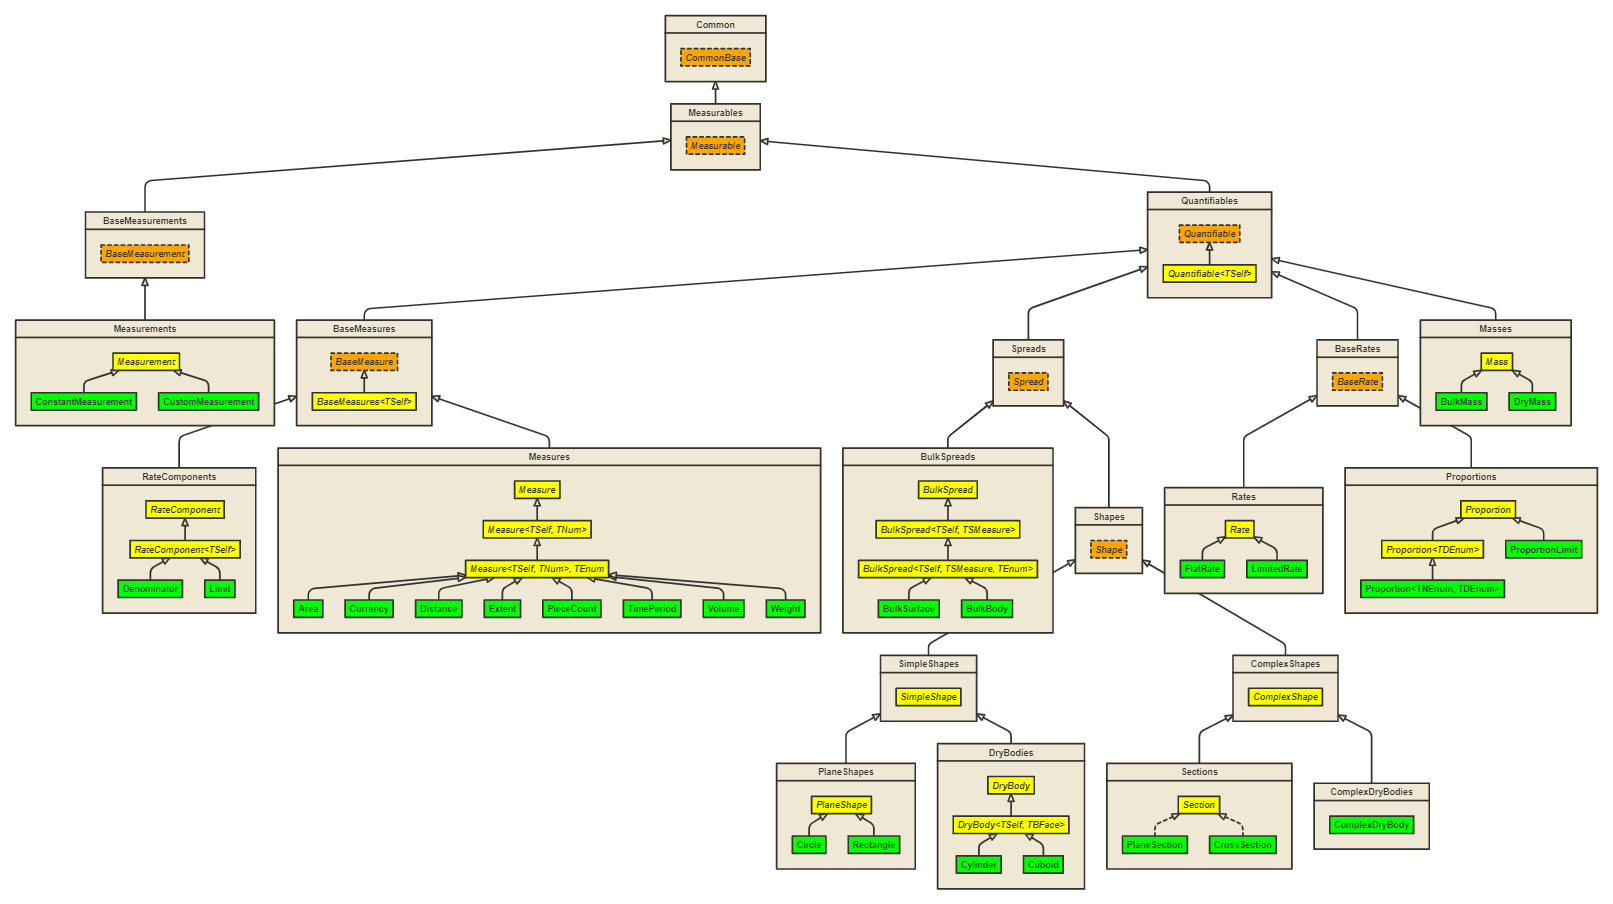 Common
CommonBase
Measurables
Measurable
BaseMeasurements
BaseMeasurement
Quantifiables
Quantifiable
Quantifiable<TSelf>
Measurements
Measurement
ConstantMeasurement
CustomMeasurement
BaseMeasures
BaseMeasure
BaseMeasures<TSelf>
Spreads
Spread
BaseRates
BaseRate
Masses
Mass
BulkMass
DryMass
RateComponents
RateComponent
RateComponent<TSelf>
Denominator
Limit
Measures
Measure
Measure<TSelf, TNum>
Measure<TSelf, TNum>, TEnum
Area
Currency
Distance
Extent
PieceCount
TimePeriod
Volume
Weight
BulkSpreads
BulkSpread
BulkSpread<TSelf, TSMeasure>
BulkSpread<TSelf, TSMeasure, TEnum>
BulkSurface
BulkBody
Shapes
Shape
Rates
Rate
FlatRate
LimitedRate
Proportions
Proportion
Proportion<TDEnum>
ProportionLimit
Proportion<TNEnum, TDEnum>
SimpleShapes
SimpleShape
ComplexShapes
ComplexShape
PlaneShapes
PlaneShape
Circle
Rectangle
DryBodies
DryBody
DryBody<TSelf, TBFace>
Cylinder
Cuboid
Sections
Section
PlaneSection
CrossSection
ComplexDryBodies
ComplexDryBody